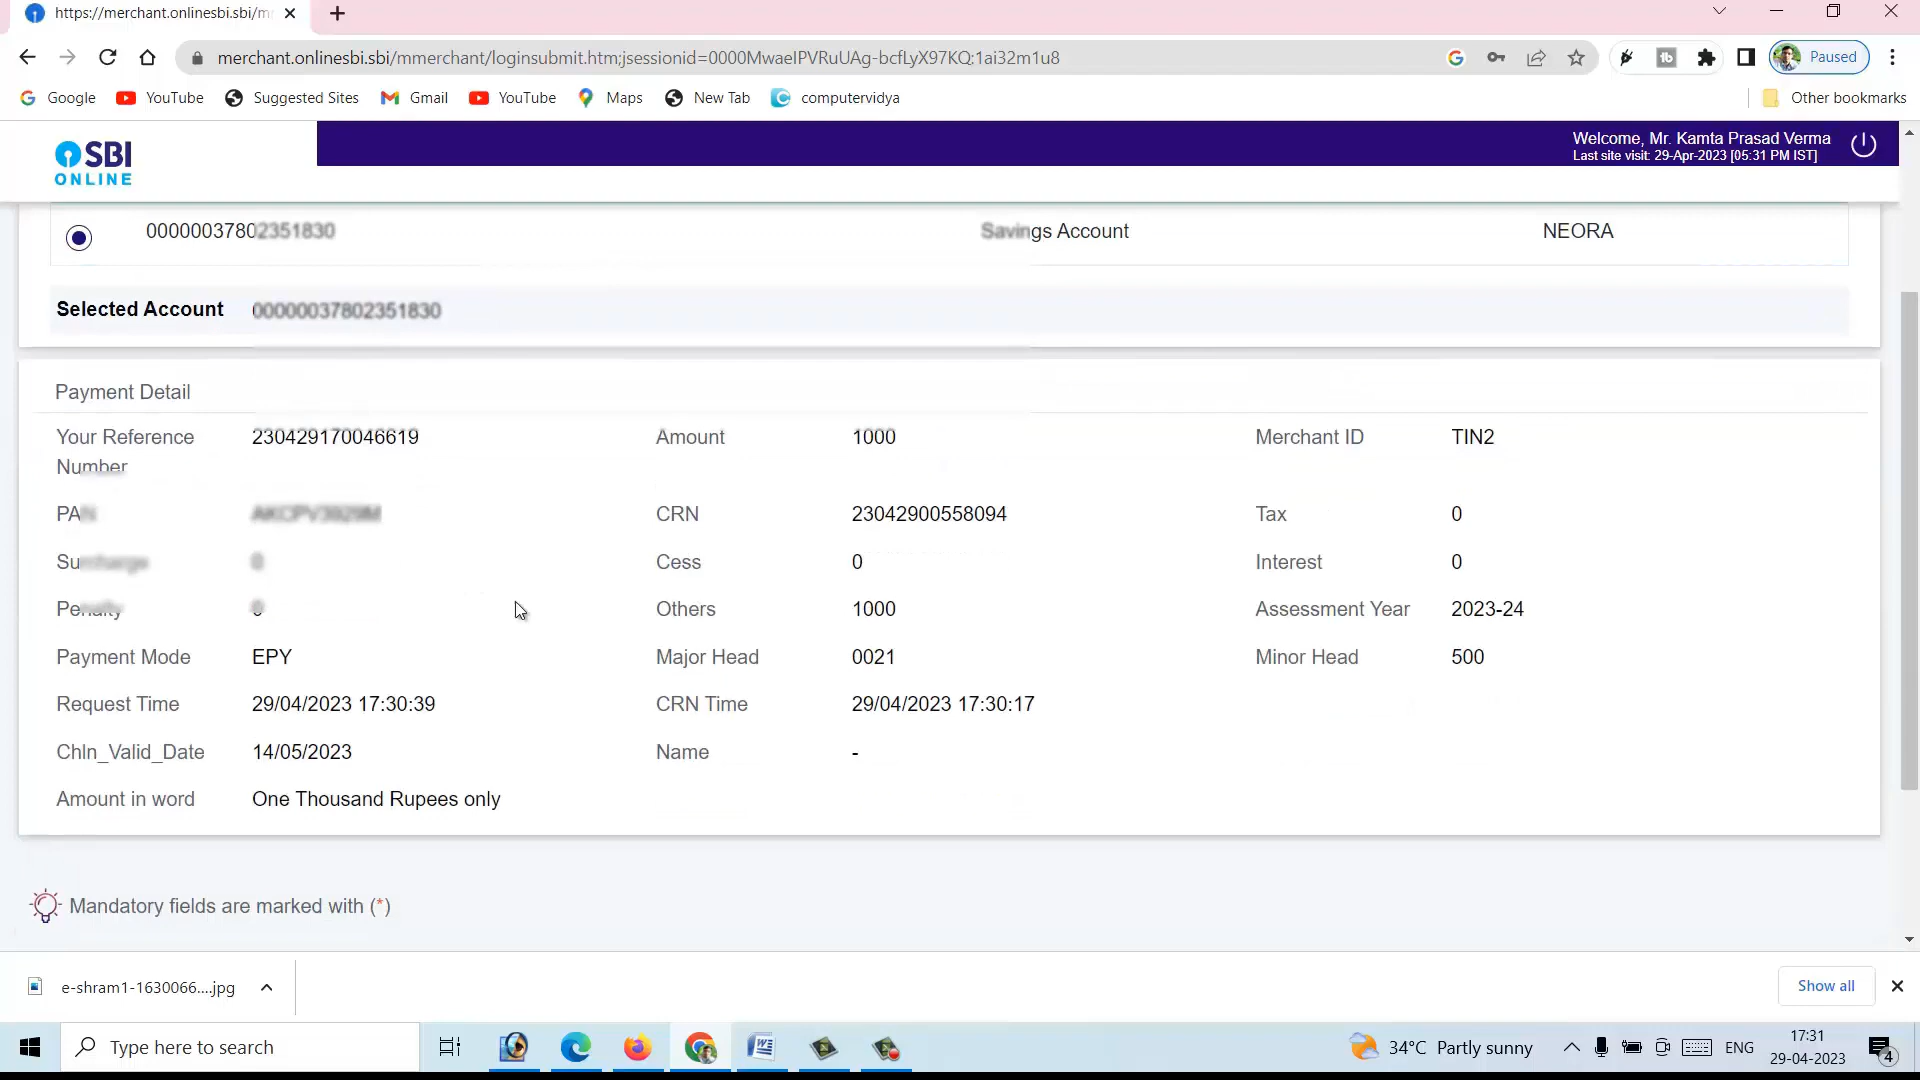 https://merchant.onlinesbi.sbi/m
merchant.onlinesbi.sbi/mmerchant/loginsubmit.htm;jsessionid=0000MwaeIPVRuUAg-bcfLyX97KQ:1ai32m1u8
Paused
Google YouTube Suggested Sites Gmail YouTube Maps New Tab computervidya Other bookmarks
SBI
ONLINE
Welcome, Mr. Kamta Prasad Verma
Last site visit: 29-Apr-2023 [05:31 PM IST]
Account NEORA
Selected Account
Payment Detail
Your Reference Number 230429170046619 Amount 1000 Merchant ID TIN2
CRN 23042900558094 Tax 0
Cess 0 Interest 0
Others 1000 Assessment Year 2023-24
Payment Mode EPY Major Head 0021 Minor Head 500
Request Time 29/04/2023 17:30:39 CRN Time 29/04/2023 17:30:17
Chln_Valid_Date 14/05/2023 Name -
Amount in word One Thousand Rupees only
Mandatory fields are marked with (*)
e-shram1-1630066....jpg Show all
Type here to search 34°C Partly sunny ENG 17:31
29-04-2023 4